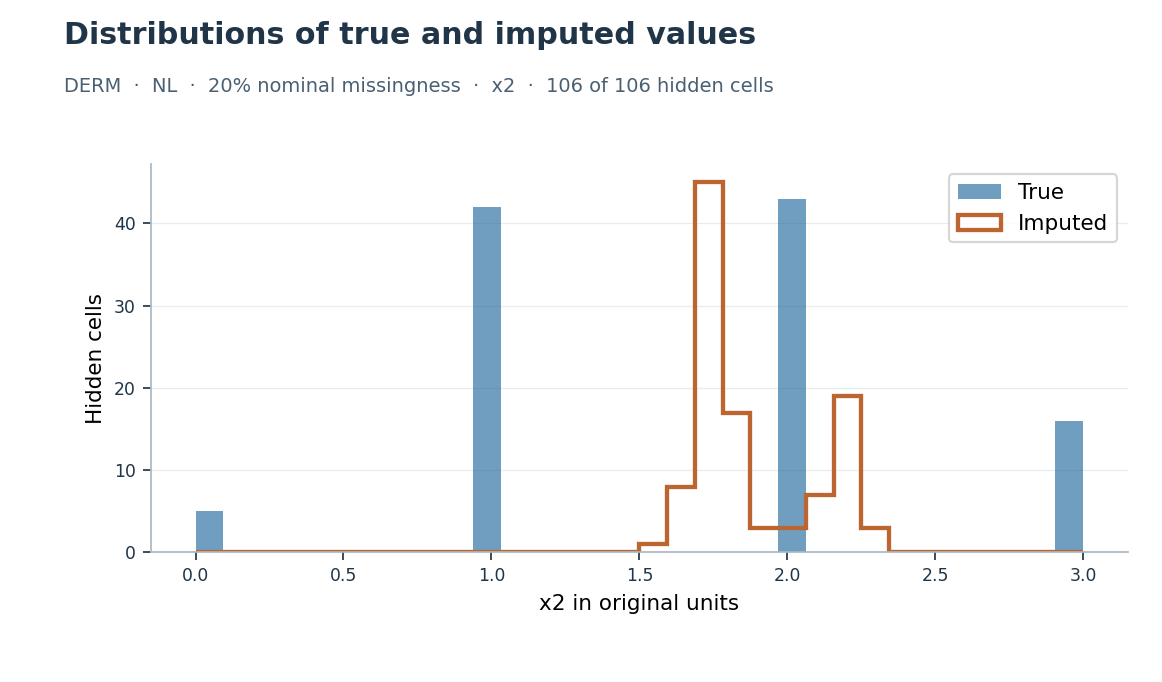 Distributions of true and imputed values
DERM · NL · 20% nominal missingness · x2 · 106 of 106 hidden cells
True
Imputed
Hidden cells
40
30
20
10
0
0.0 0.5 1.0 1.5 2.0 2.5 3.0
x2 in original units